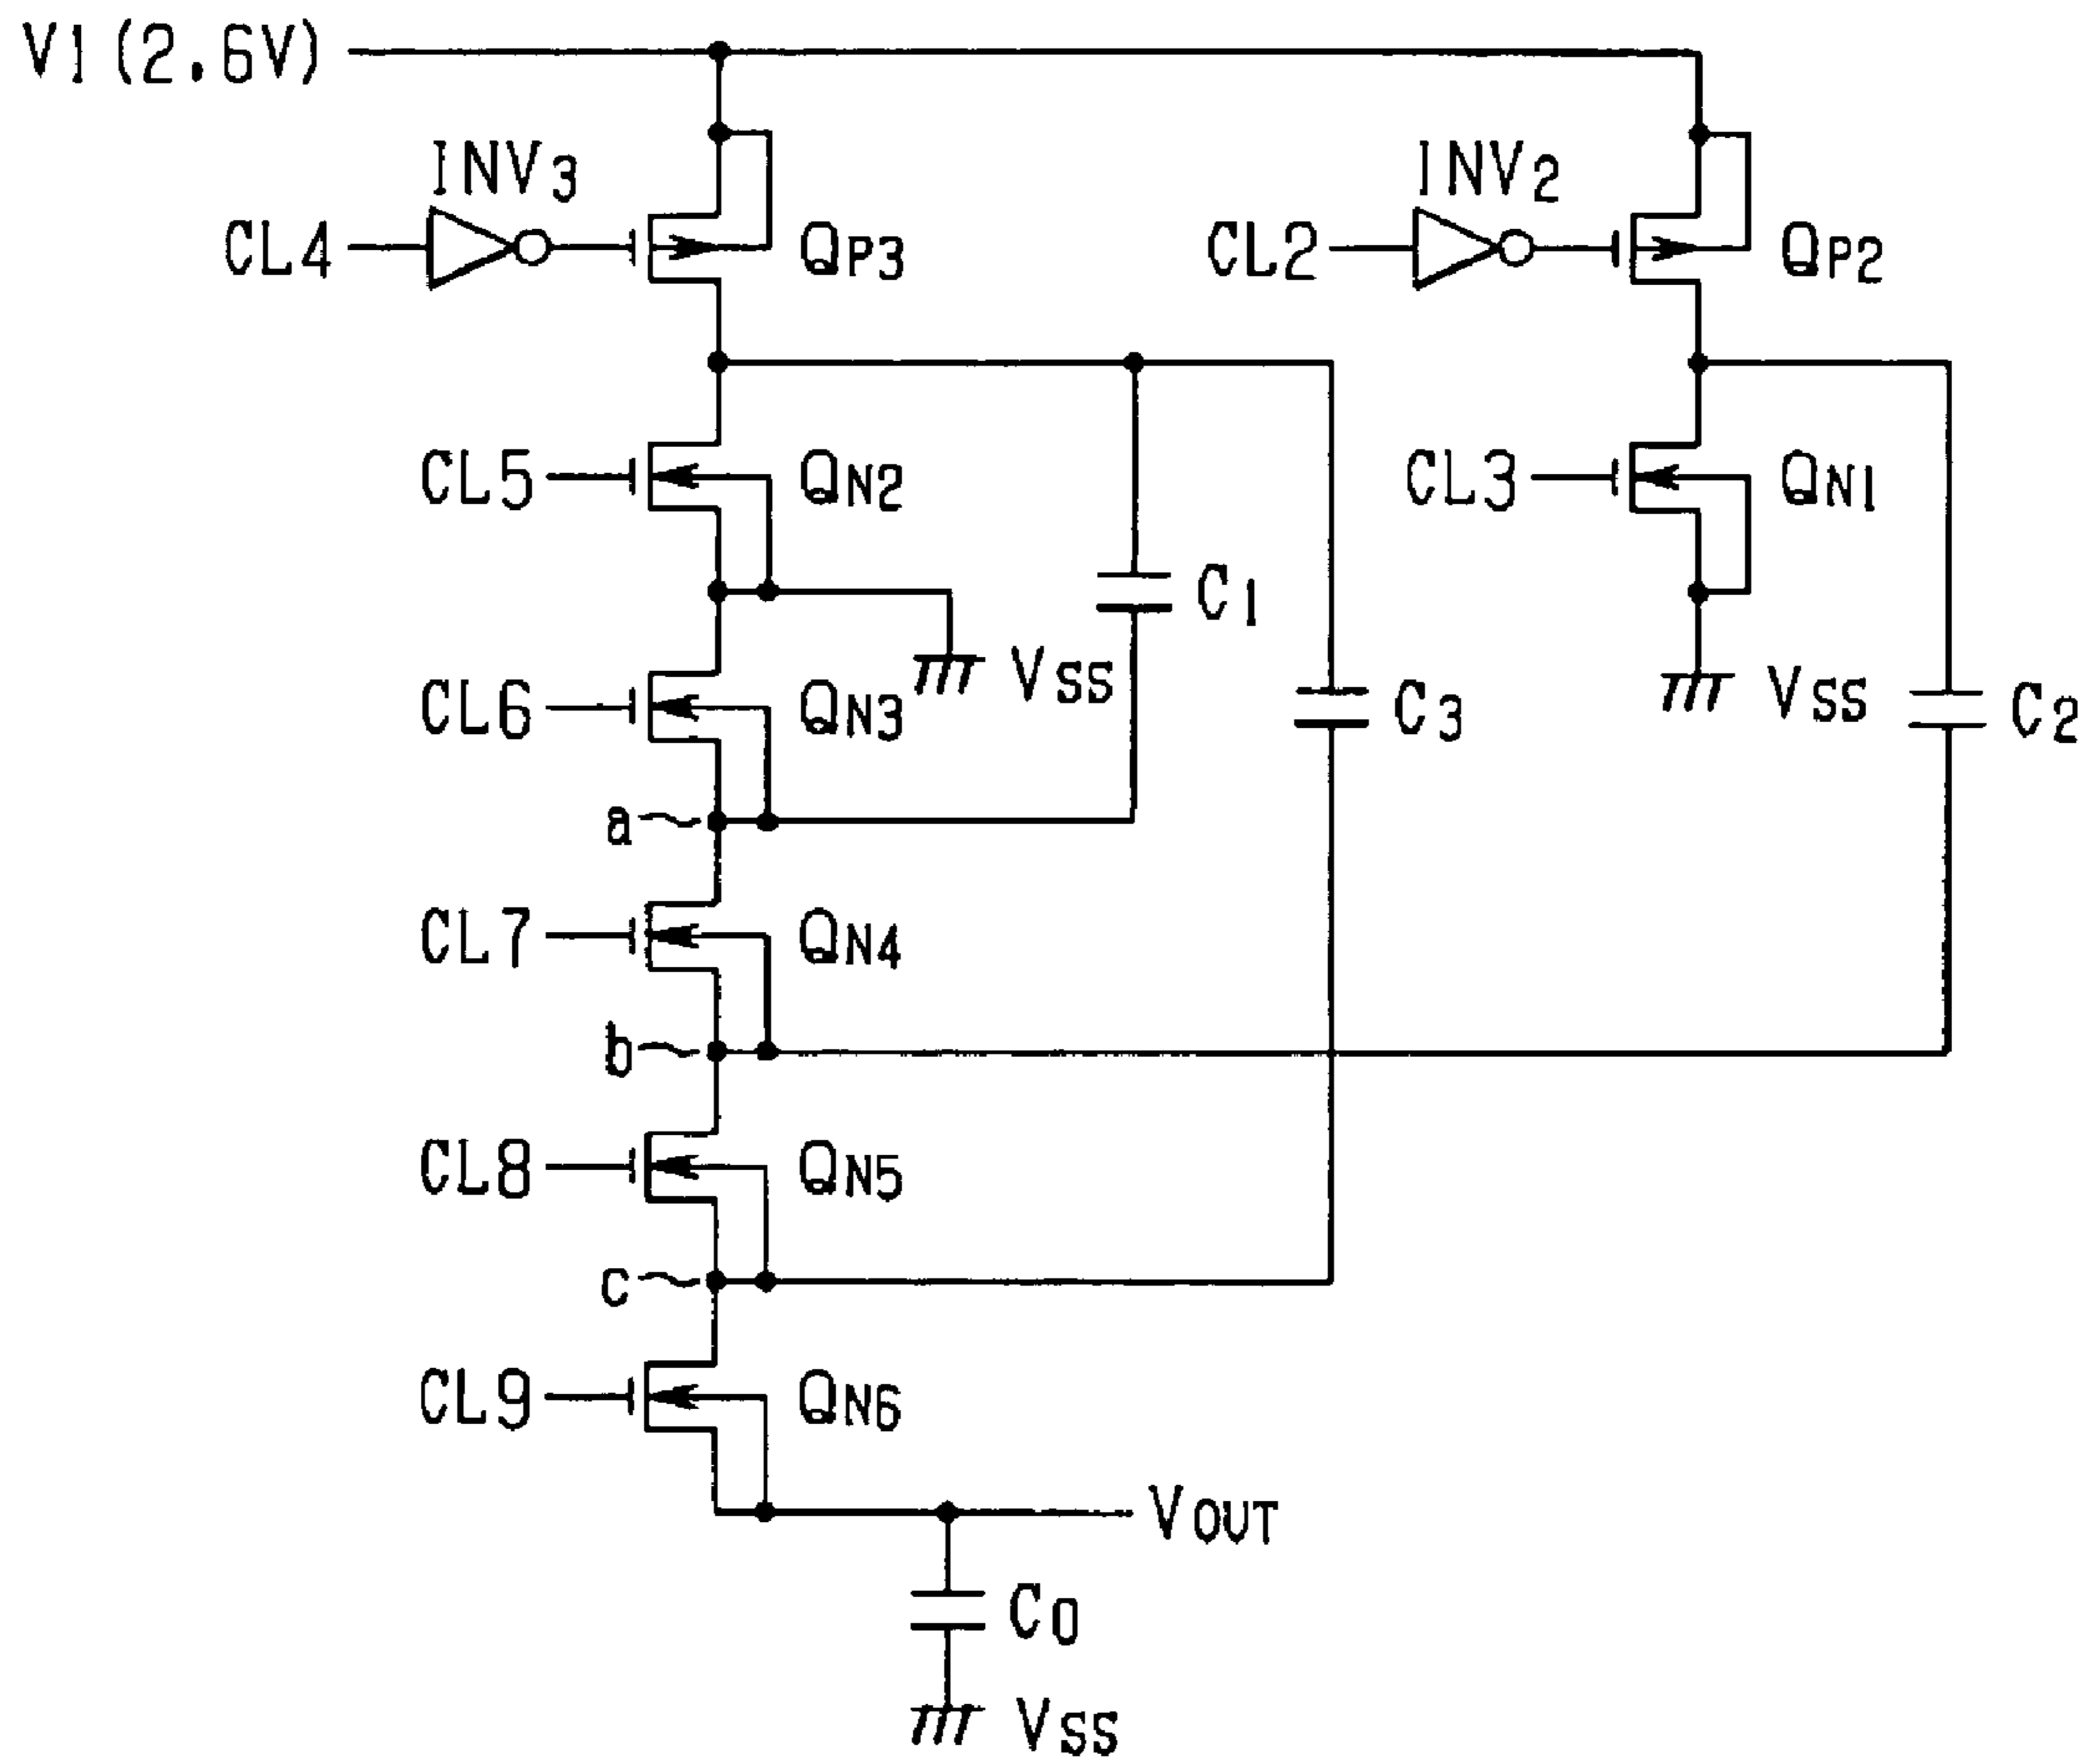 V1(2.6V)
INV3
INV2
CL4
QP3
CL2
QP2
CL5
QN2
CL3
QN1
C1
VSS
VSS
CL6
QN3
C3
C2
a
CL7
QN4
b
CL8
QN5
c
CL9
QN6
VOUT
C0
VSS